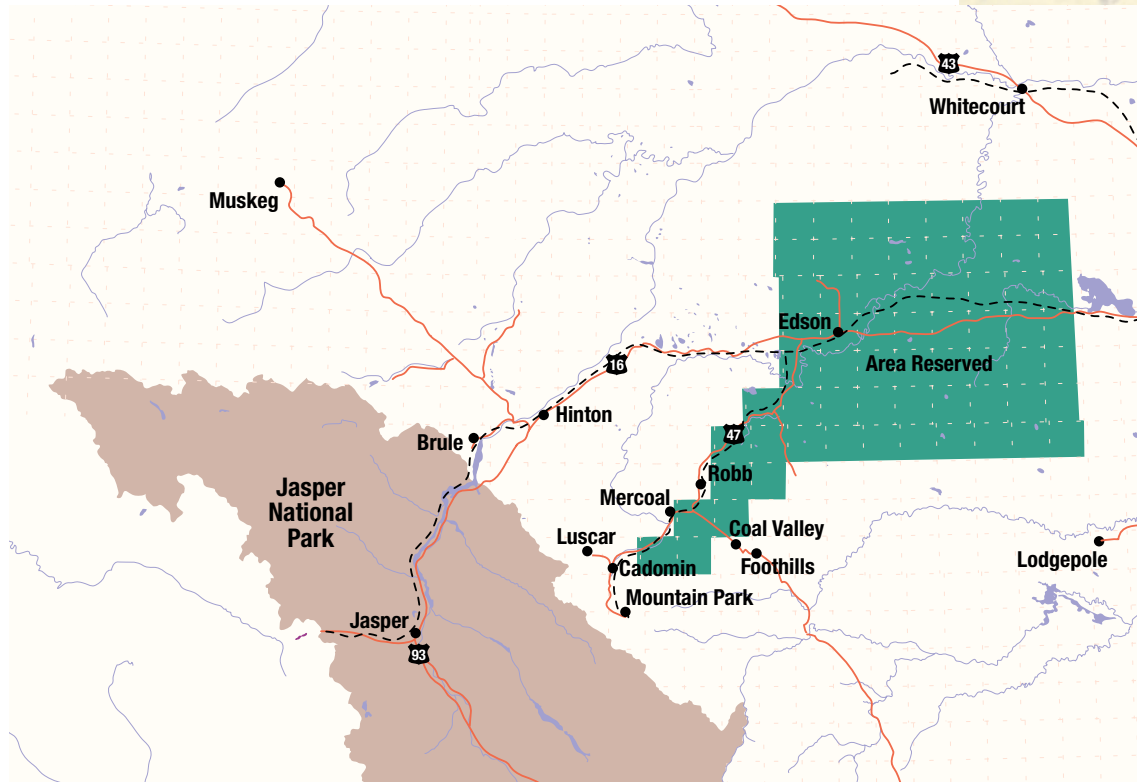 43
Whitecourt
Muskeg
Edson
Area Reserved
16
Hinton
Brule
47
Robb
Jasper
National
Park
Mercoal
Coal Valley
Luscar
Foothills
Lodgepole
Cadomin
Mountain Park
Jasper
93